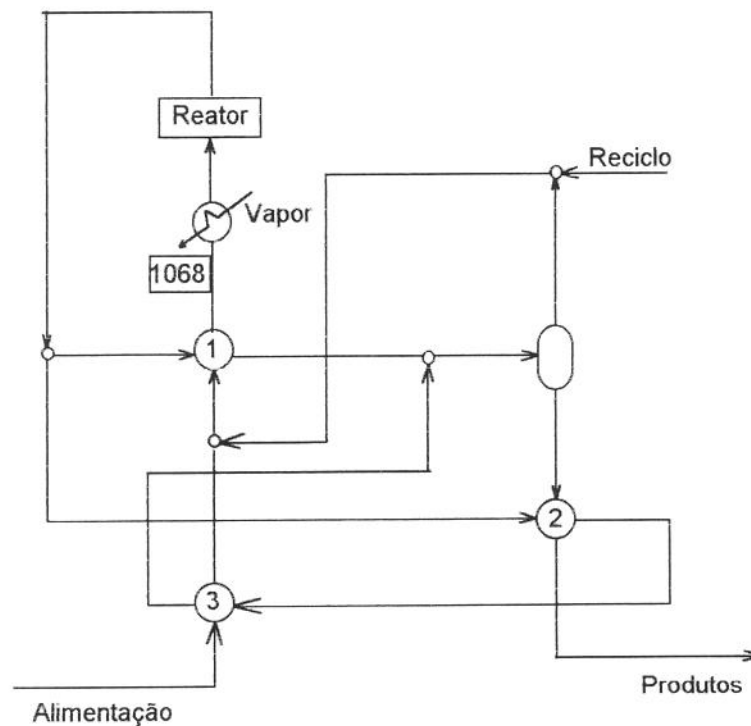 Reator
Reciclo
Vapor
1068
1
2
3
Produtos
Alimentação